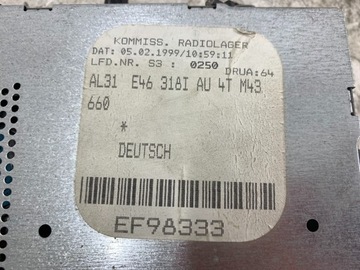 KOMMISS. RADIOLAGER
DAT: 05.02.1999/10:59:11
LFD.NR. S3 : 0250 DRUA:64
AL31 E46 318I AU 4T M43
660
*
DEUTSCH
EF98333